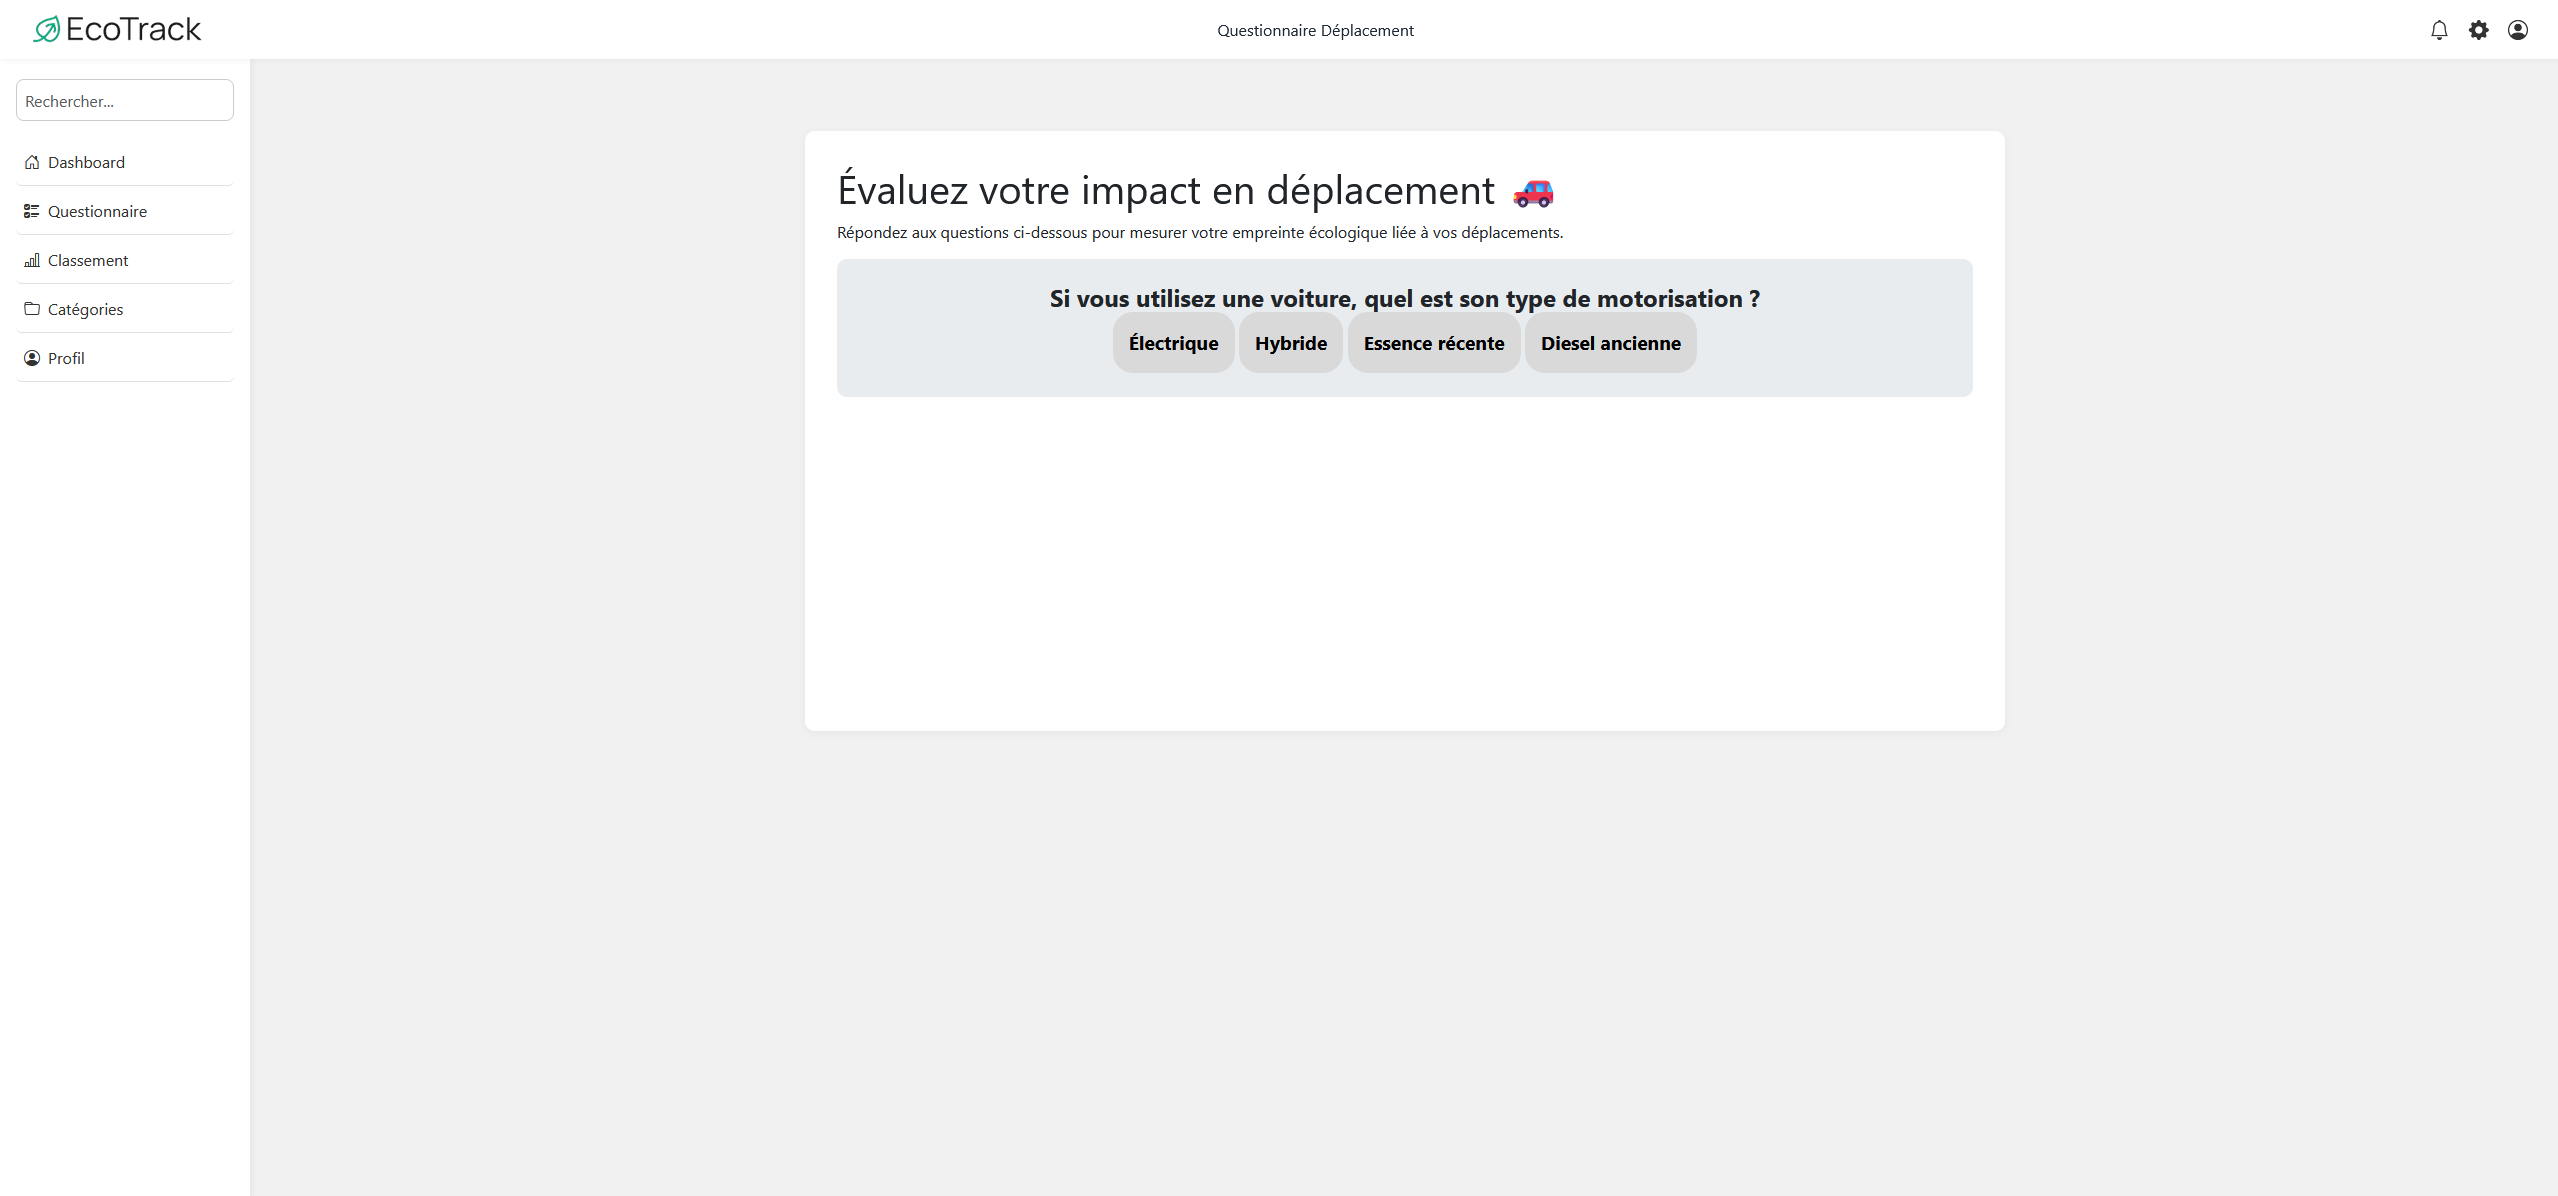 EcoTrack
Questionnaire Déplacement
Rechercher...
Dashboard
Questionnaire
Classement
Catégories
Profil
Évaluez votre impact en déplacement
Répondez aux questions ci-dessous pour mesurer votre empreinte écologique liée à vos déplacements.
Si vous utilisez une voiture, quel est son type de motorisation ?
Électrique Hybride Essence récente Diesel ancienne